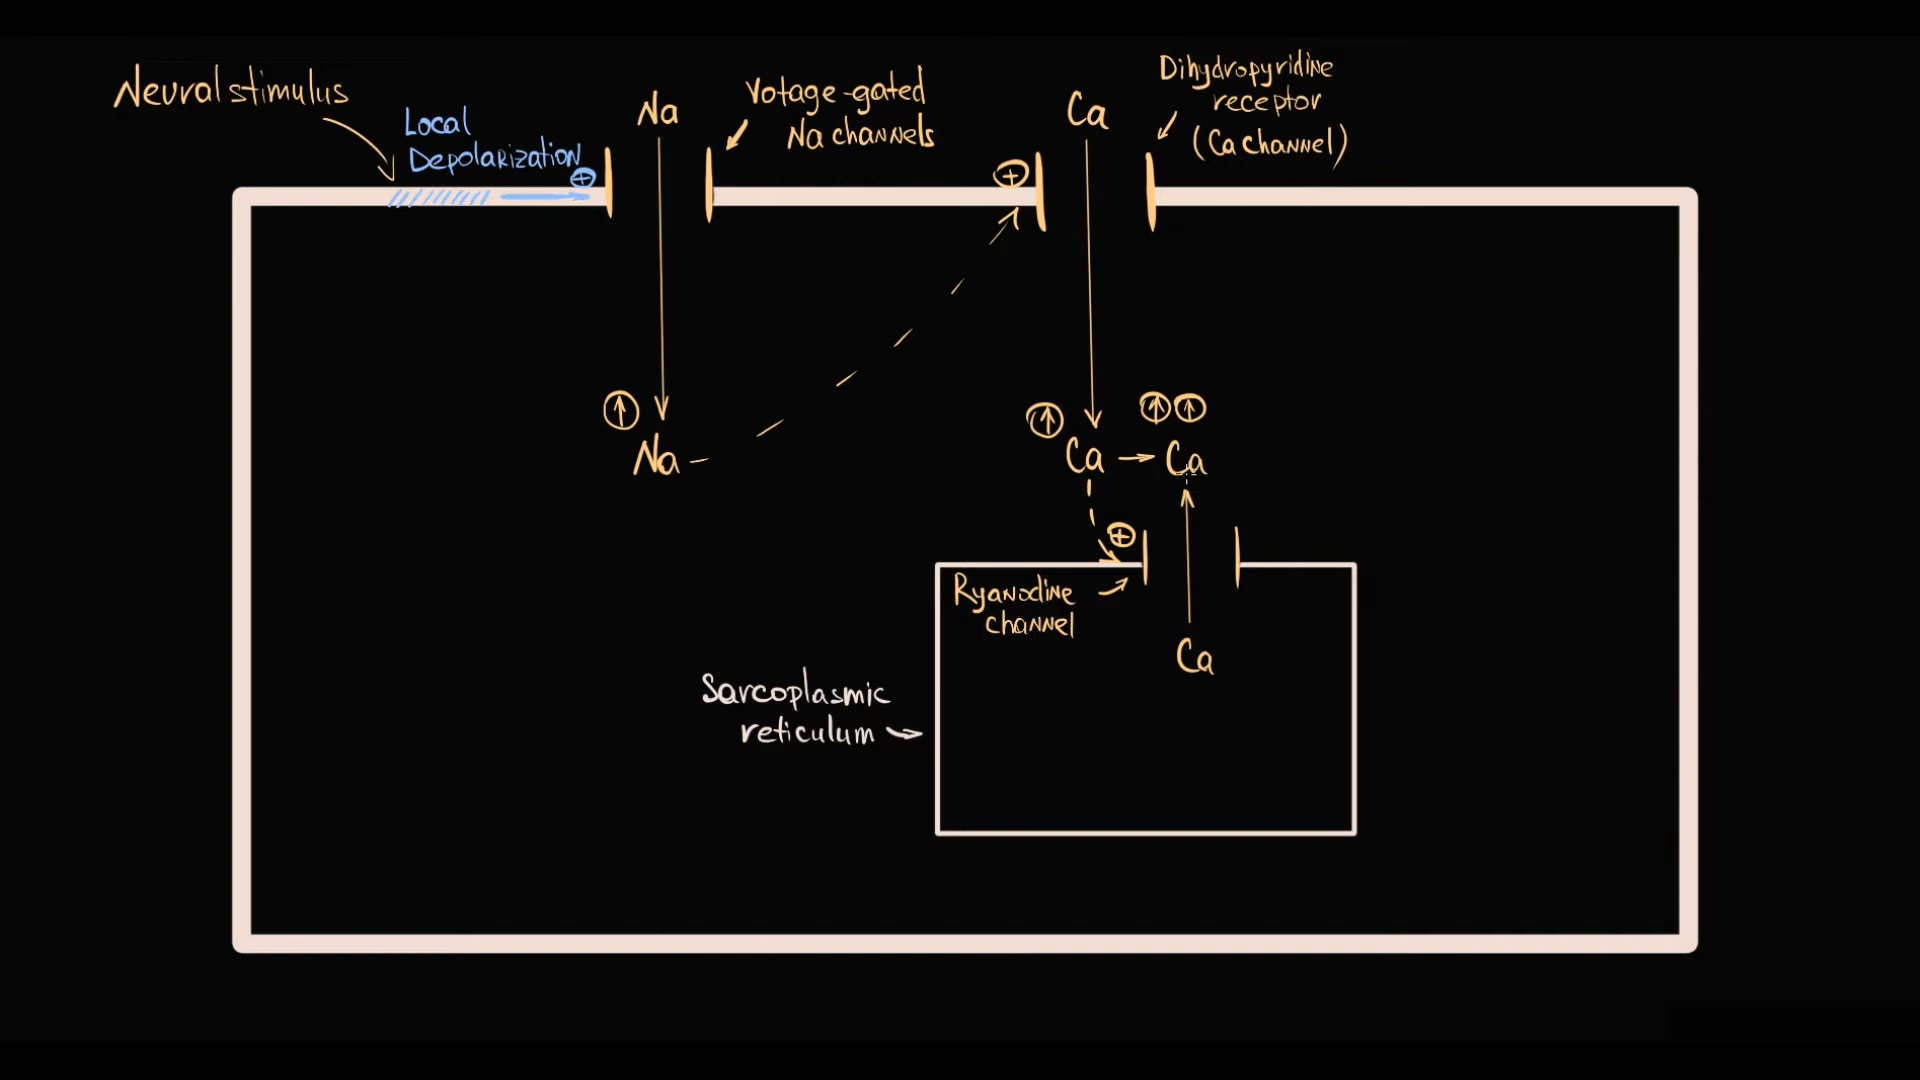 Neural stimulus
Local
Depolarization
⊕
Na
Votage-gated
Na channels
Ca
Dihydropyridine
receptor
(Ca channel)
⊕
↑
Na
↑
Ca → Ca
↑ ↑
⊕
Ryanodine
channel
Ca
Sarcoplasmic
reticulum